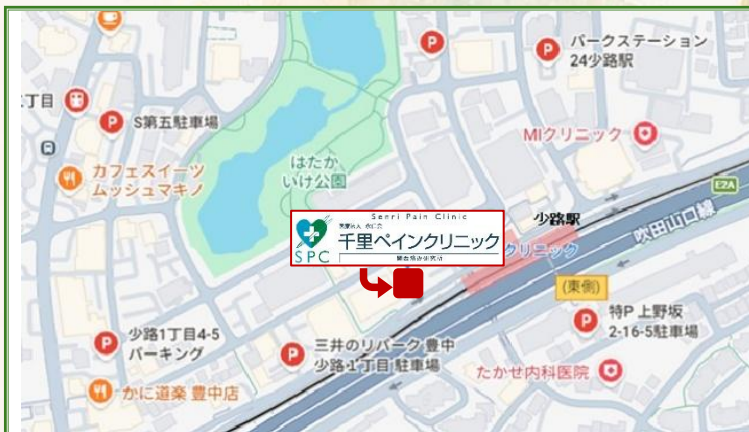 P
P
パークステーション
24少路駅
丁目
P
S第五駐車場
MIクリニック
カフェスイーツ
ムッシュマキノ
はたか
いけ公園
E2A
Senri Pain Clinic
千里ペインクリニック
SPC
少路駅
クリニック
吹田山口線
(東側)
P
特P 上野坂
2-16-5駐車場
P
少路1丁目4-5
パーキング
P
三井のリパーク 豊中
少路1丁目 駐車場
たかせ内科医院
かに道楽 豊中店